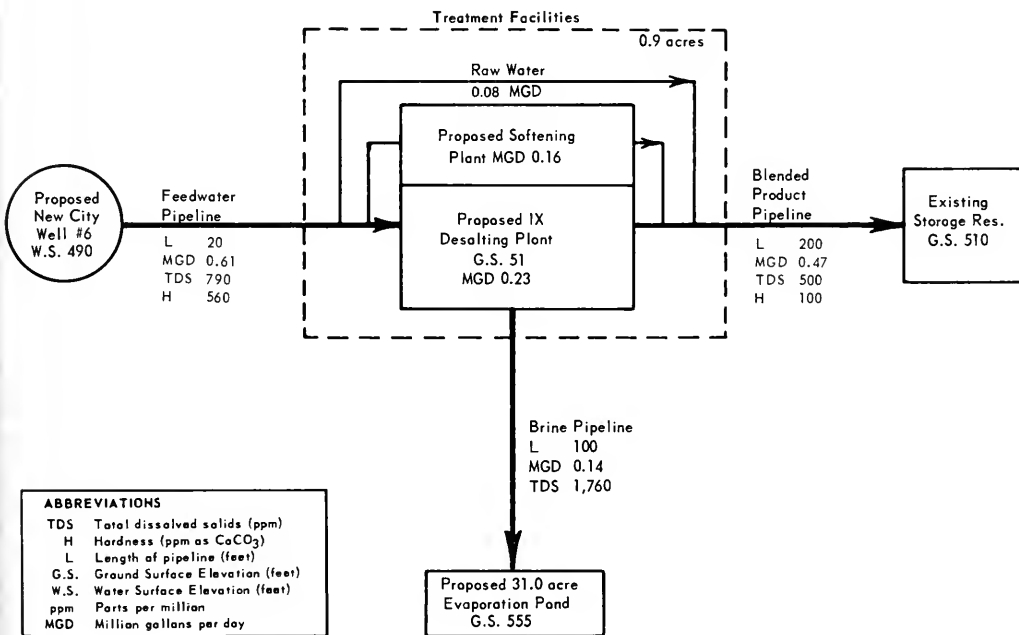 Treatment Facilities
0.9 acres
Raw Water
0.08 MGD
Proposed Softening
Plant MGD 0.16
Proposed IX
Desalting Plant
G.S. 51
MGD 0.23
Proposed
New City
Well #6
W.S. 490
Feedwater
Pipeline
L 20
MGD 0.61
TDS 790
H 560
Blended
Product
Pipeline
L 200
MGD 0.47
TDS 500
H 100
Existing
Storage Res.
G.S. 510
Brine Pipeline
L 100
MGD 0.14
TDS 1,760
Proposed 31.0 acre
Evaporation Pond
G.S. 555
ABBREVIATIONS
TDS Total dissolved solids (ppm)
H Hardness (ppm as CaCO3)
L Length of pipeline (feet)
G.S. Ground Surface Elevation (feet)
W.S. Water Surface Elevation (feet)
ppm Parts per million
MGD Million gallons per day